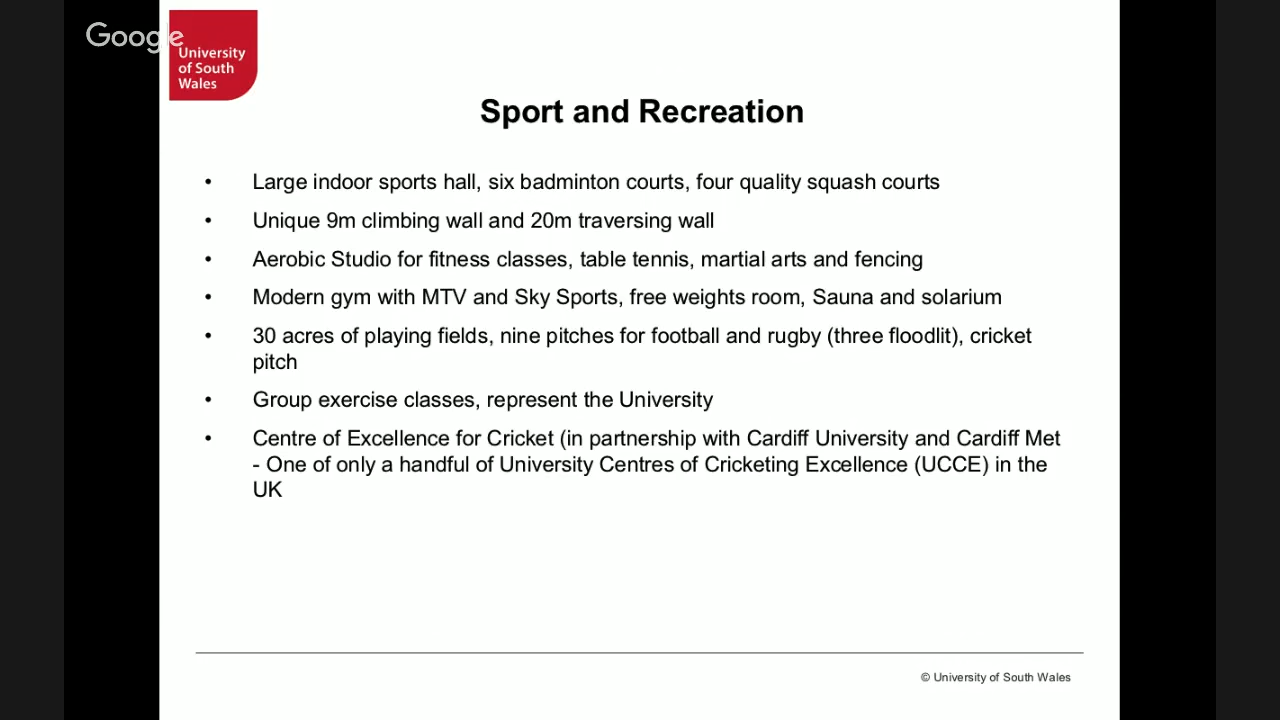 Google
University
of South
Wales
Sport and Recreation
• Large indoor sports hall, six badminton courts, four quality squash courts
• Unique 9m climbing wall and 20m traversing wall
• Aerobic Studio for fitness classes, table tennis, martial arts and fencing
• Modern gym with MTV and Sky Sports, free weights room, Sauna and solarium
• 30 acres of playing fields, nine pitches for football and rugby (three floodlit), cricket
pitch
• Group exercise classes, represent the University
• Centre of Excellence for Cricket (in partnership with Cardiff University and Cardiff Met
- One of only a handful of University Centres of Cricketing Excellence (UCCE) in the
UK
© University of South Wales